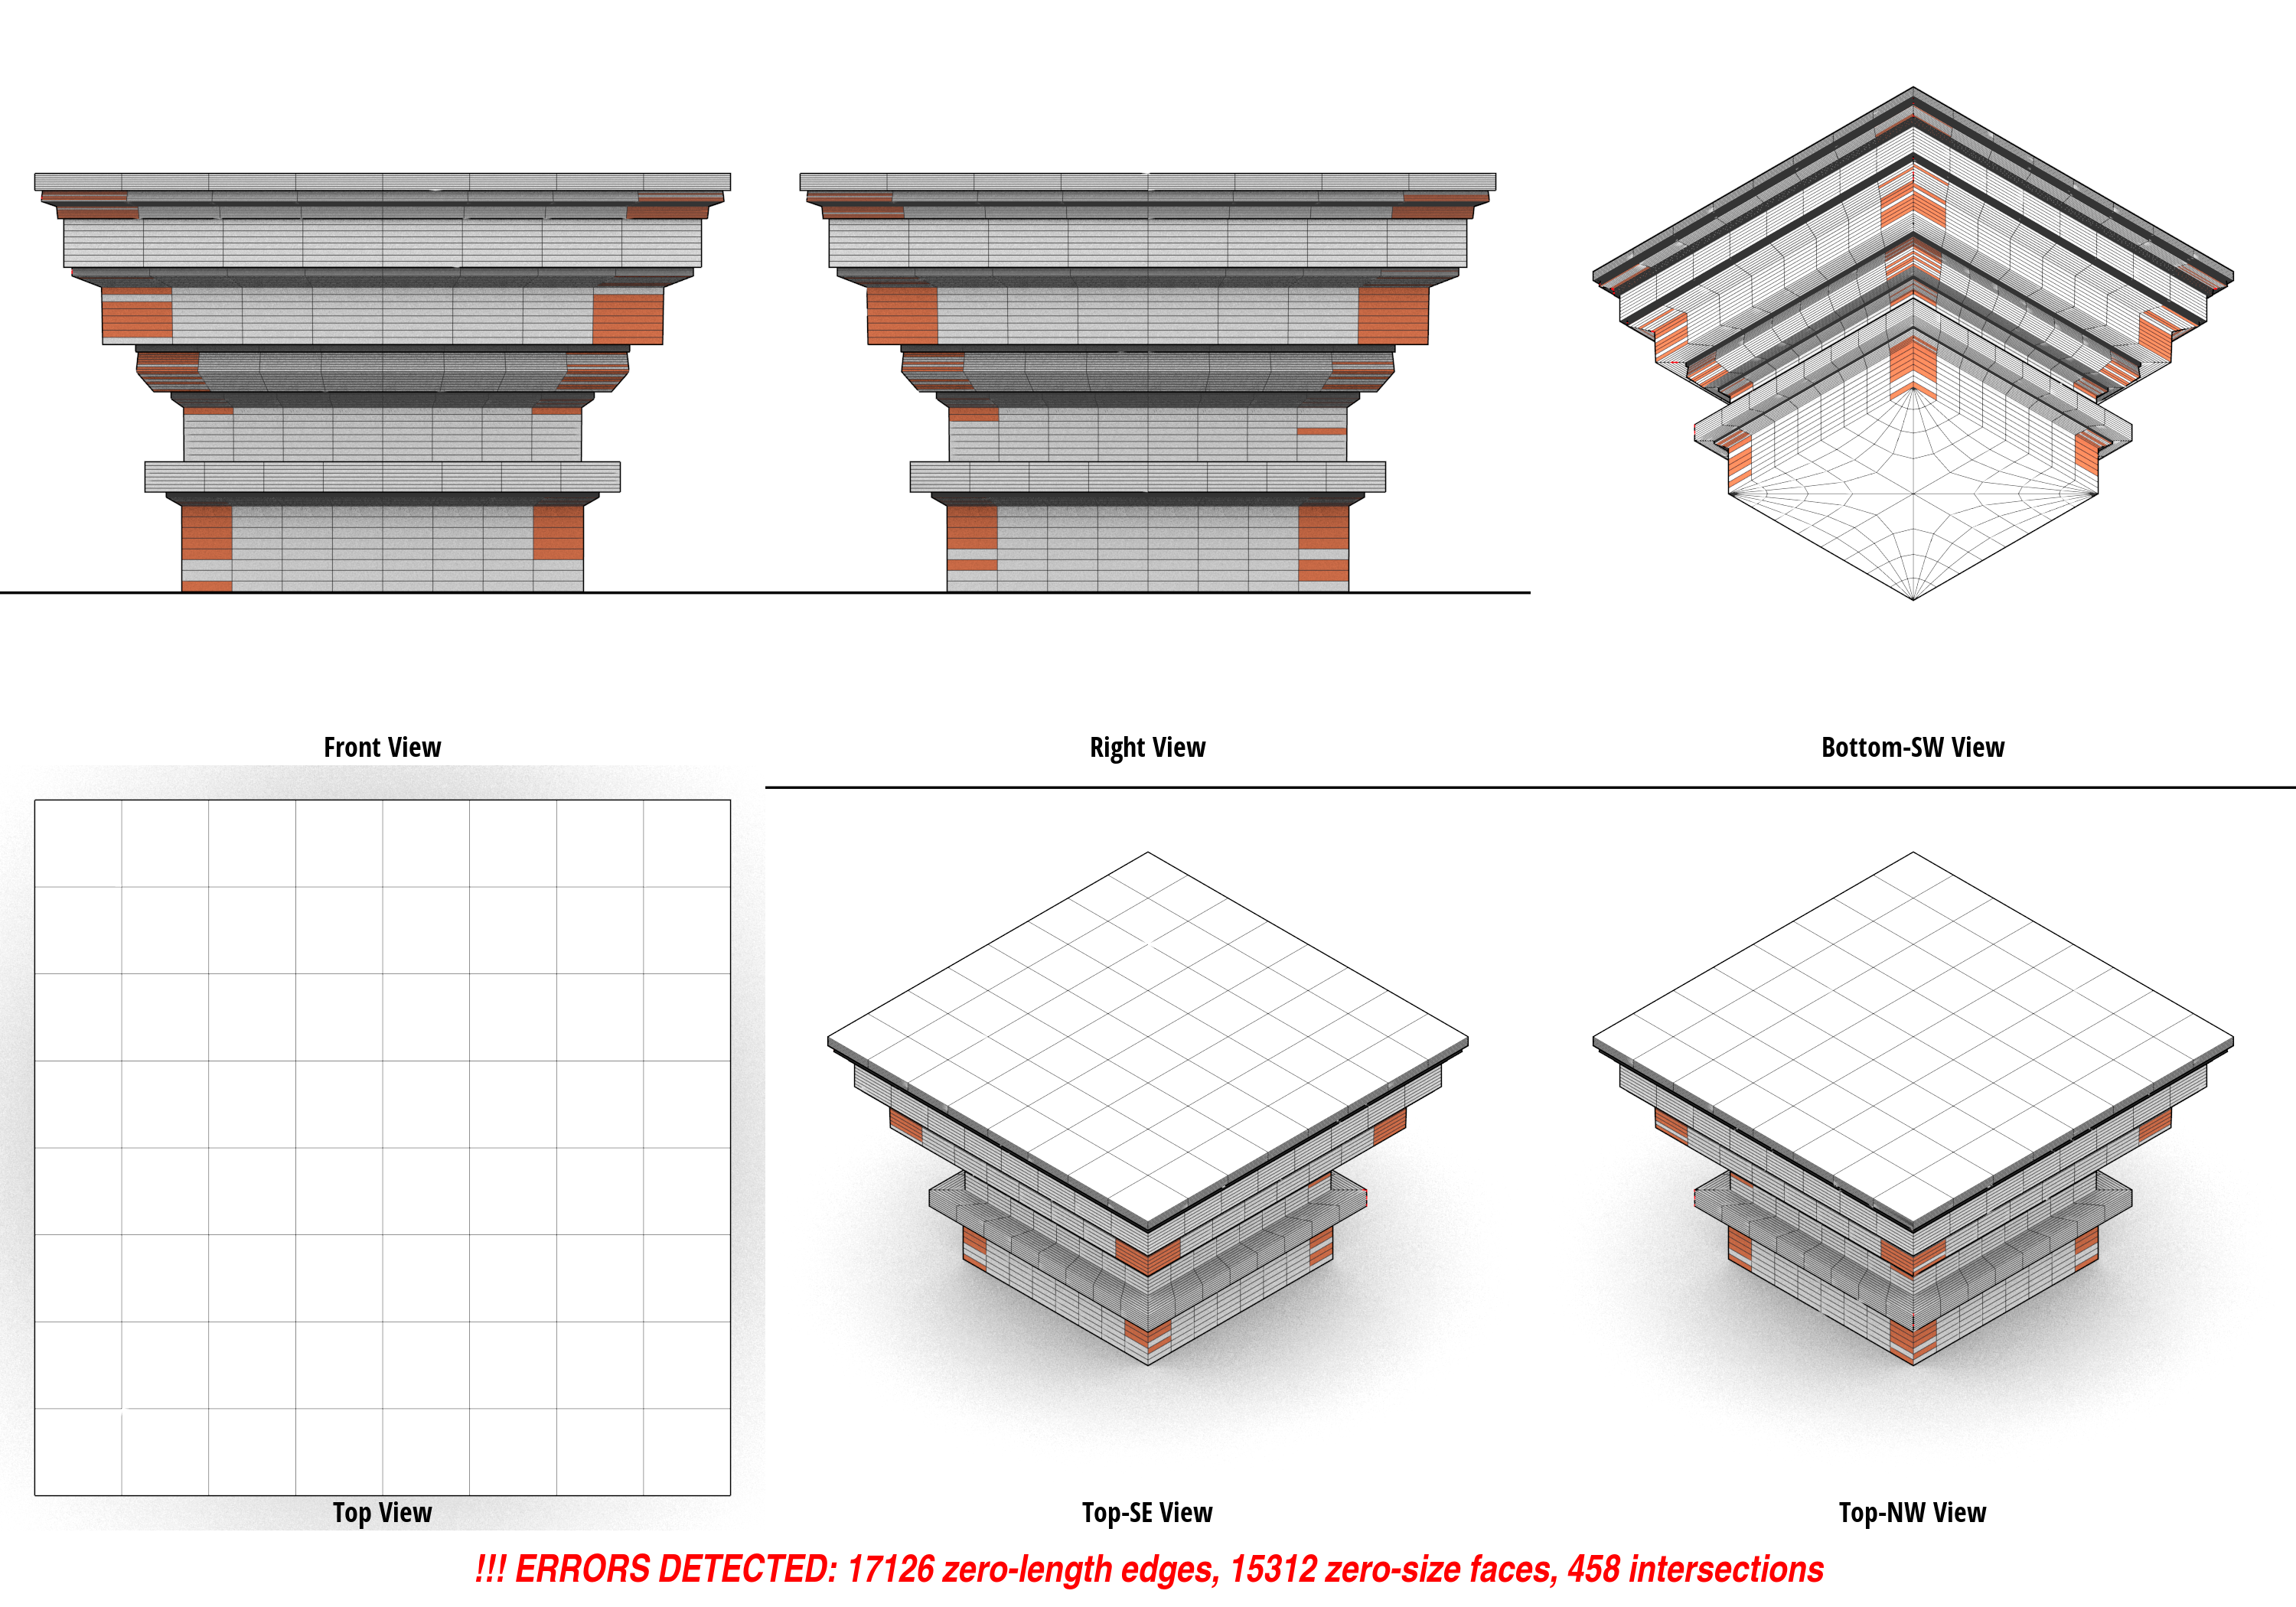 Front View
Right View
Bottom-SW View
Top View
Top-SE View
Top-NW View
!!! ERRORS DETECTED: 17126 zero-length edges, 15312 zero-size faces, 458 intersections